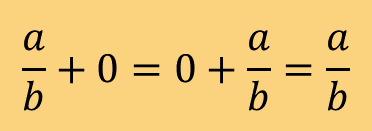 a/b + 0 = 0 + a/b = a/b